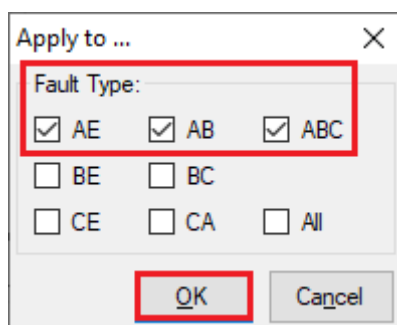 Apply to ...
Fault Type:
AE AB ABC
BE BC
CE CA All
OK Cancel